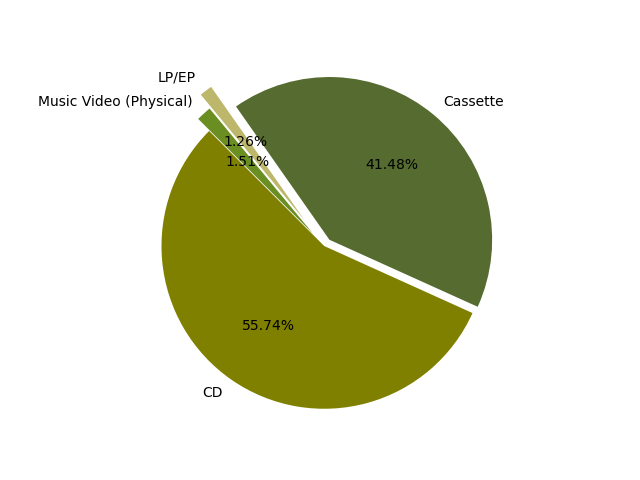 LP/EP
Music Video (Physical)
Cassette
1.26%
1.51%
41.48%
55.74%
CD